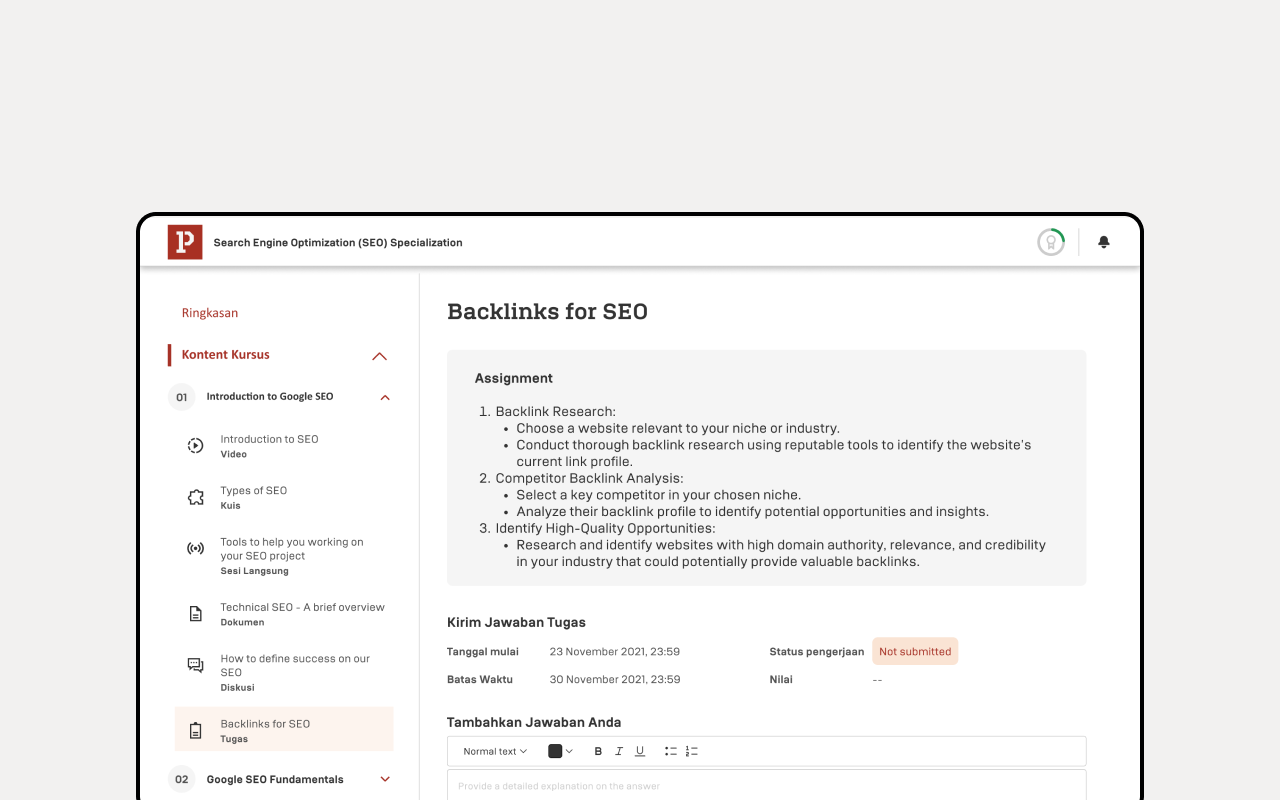 P
Search Engine Optimization (SEO) Specialization
Ringkasan
Kontent Kursus
01 Introduction to Google SEO
Introduction to SEO
Video
Types of SEO
Kuis
Tools to help you working on
your SEO project
Sesi Langsung
Technical SEO - A brief overview
Dokumen
How to define success on our
SEO
Diskusi
Backlinks for SEO
Tugas
02 Google SEO Fundamentals
Backlinks for SEO
Assignment
1. Backlink Research:
• Choose a website relevant to your niche or industry.
• Conduct thorough backlink research using reputable tools to identify the website's
current link profile.
2. Competitor Backlink Analysis:
• Select a key competitor in your chosen niche.
• Analyze their backlink profile to identify potential opportunities and insights.
3. Identify High-Quality Opportunities:
• Research and identify websites with high domain authority, relevance, and credibility
in your industry that could potentially provide valuable backlinks.
Kirim Jawaban Tugas
Tanggal mulai 23 November 2021, 23:59 Status pengerjaan Not submitted
Batas Waktu 30 November 2021, 23:59 Nilai --
Tambahkan Jawaban Anda
Normal text B I U
Provide a detailed explanation on the answer